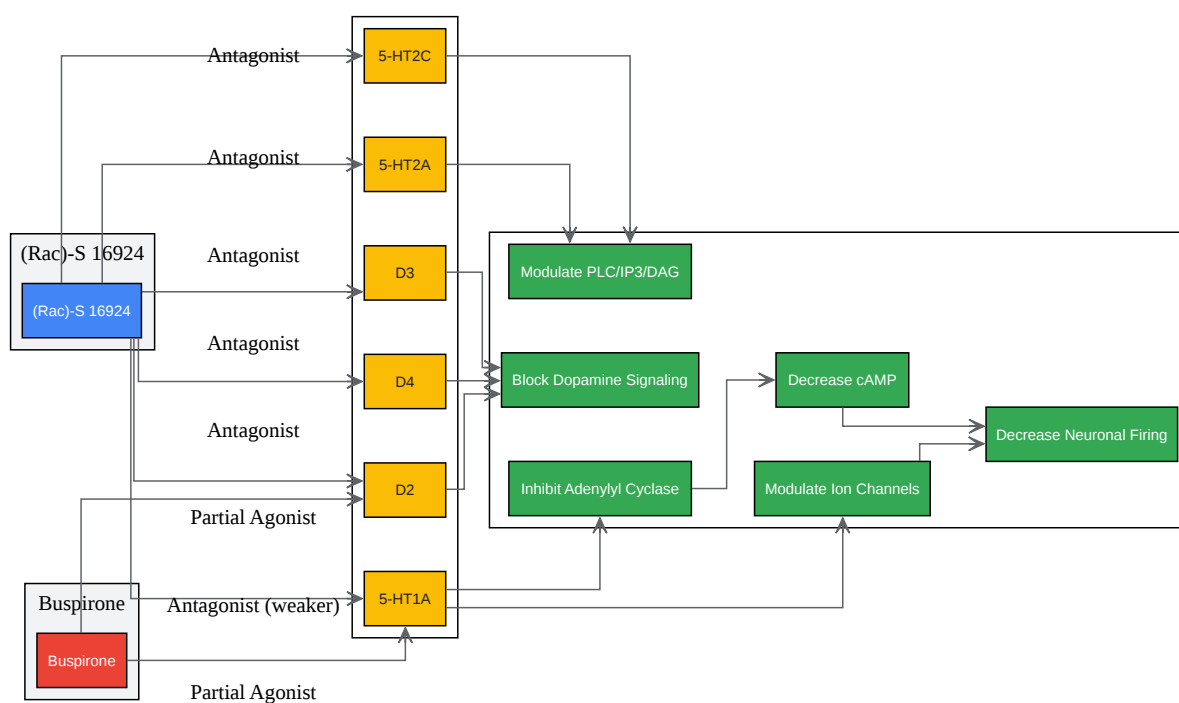 Antagonist
5-HT2C
Antagonist
5-HT2A
(Rac)-S 16924
(Rac)-S 16924
Antagonist
D3
Modulate PLC/IP3/DAG
Antagonist
D4
Block Dopamine Signaling
Decrease cAMP
Antagonist
D2
Inhibit Adenylyl Cyclase
Modulate Ion Channels
Decrease Neuronal Firing
Partial Agonist
Buspirone
Buspirone
Antagonist (weaker)
5-HT1A
Partial Agonist